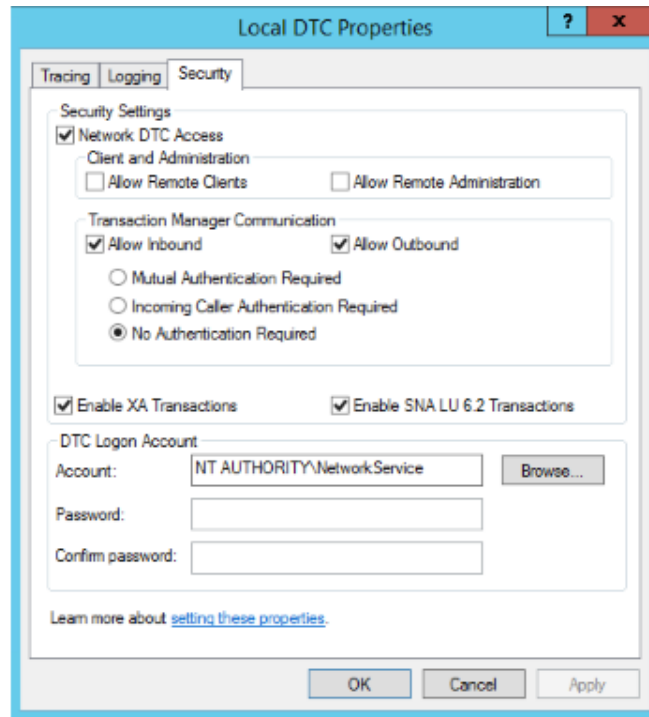 Local DTC Properties
? x
Tracing Logging Security
Security Settings
Network DTC Access
Client and Administration
Allow Remote Clients Allow Remote Administration
Transaction Manager Communication
Allow Inbound Allow Outbound
Mutual Authentication Required
Incoming Caller Authentication Required
No Authentication Required
Enable XA Transactions Enable SNA LU 6.2 Transactions
DTC Logon Account
Account: NT AUTHORITY\NetworkService Browse...
Password:
Confirm password:
Learn more about setting these properties.
OK Cancel Apply